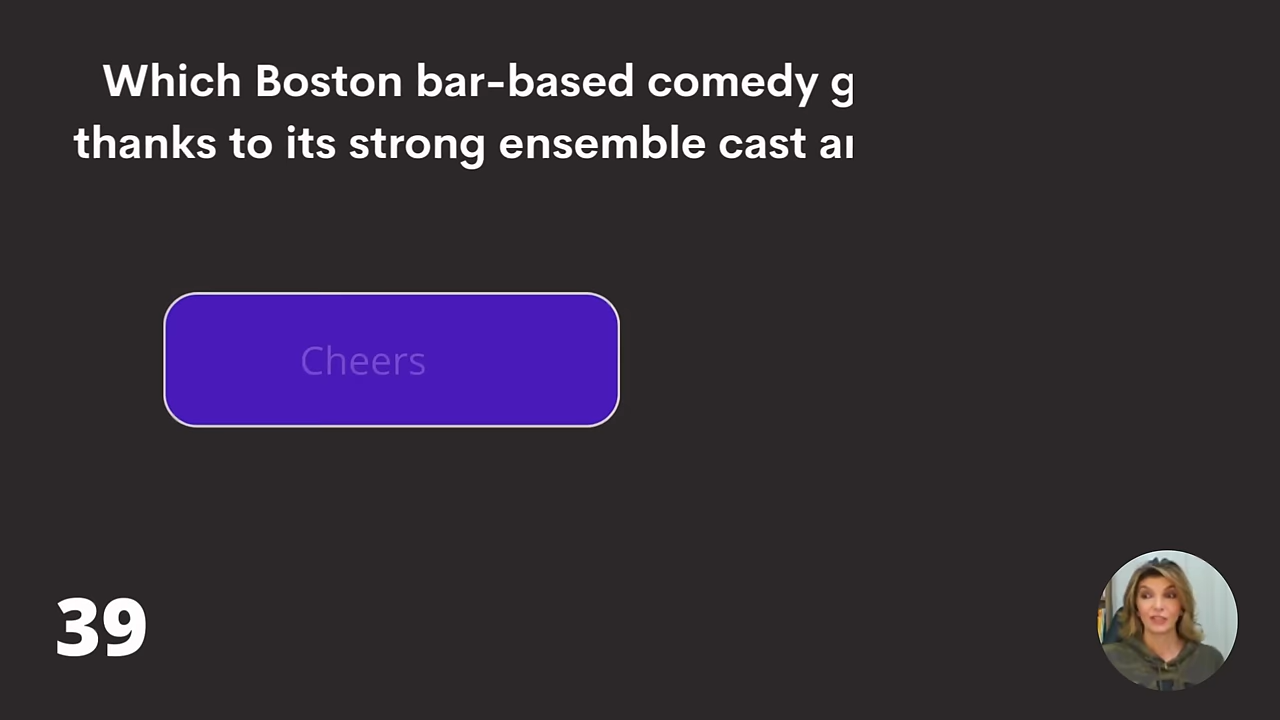 Which Boston bar-based comedy g
thanks to its strong ensemble cast
Cheers
39